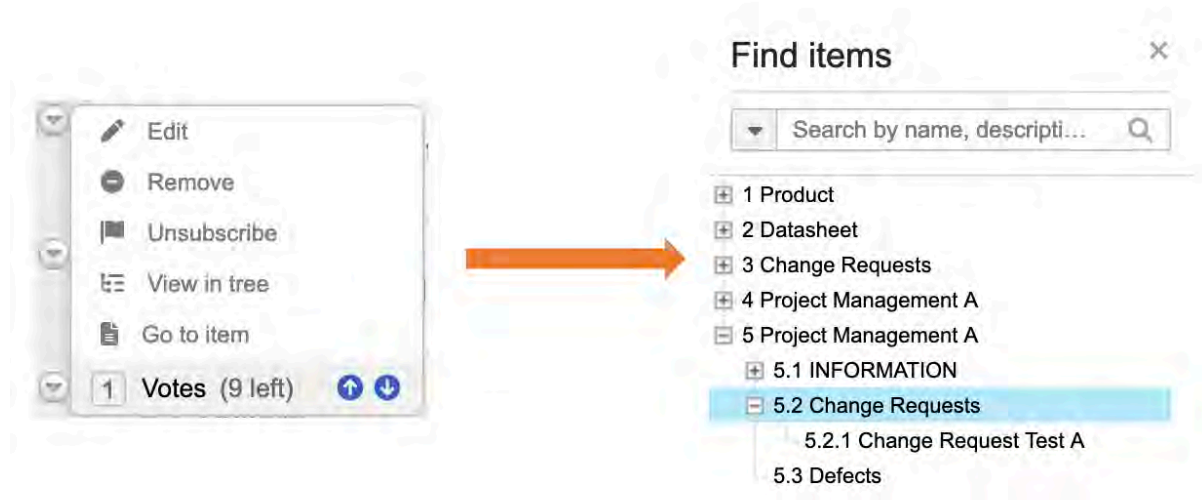 Edit
Remove
Unsubscribe
View in tree
Go to item
1 Votes (9 left)
Find items
Search by name, descripti...
1 Product
2 Datasheet
3 Change Requests
4 Project Management A
5 Project Management A
5.1 INFORMATION
5.2 Change Requests
5.2.1 Change Request Test A
5.3 Defects